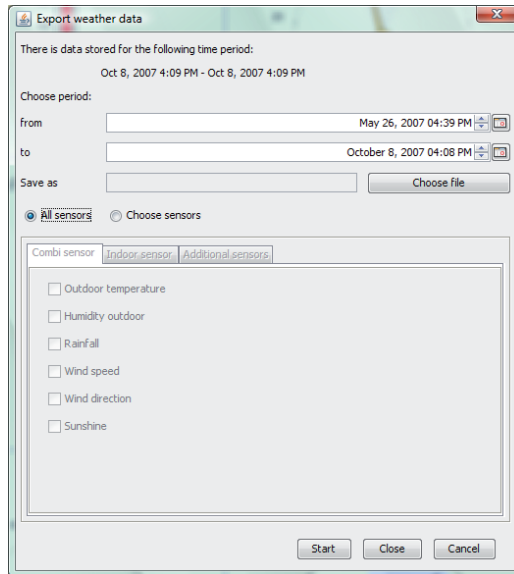 Export weather data
There is data stored for the following time period:
Oct 8, 2007 4:09 PM - Oct 8, 2007 4:09 PM
Choose period:
from May 26, 2007 04:39 PM
to October 8, 2007 04:08 PM
Save as Choose file
All sensors Choose sensors
Combi sensor Indoor sensor Additional sensors
Outdoor temperature
Humidity outdoor
Rainfall
Wind speed
Wind direction
Sunshine
Start Close Cancel